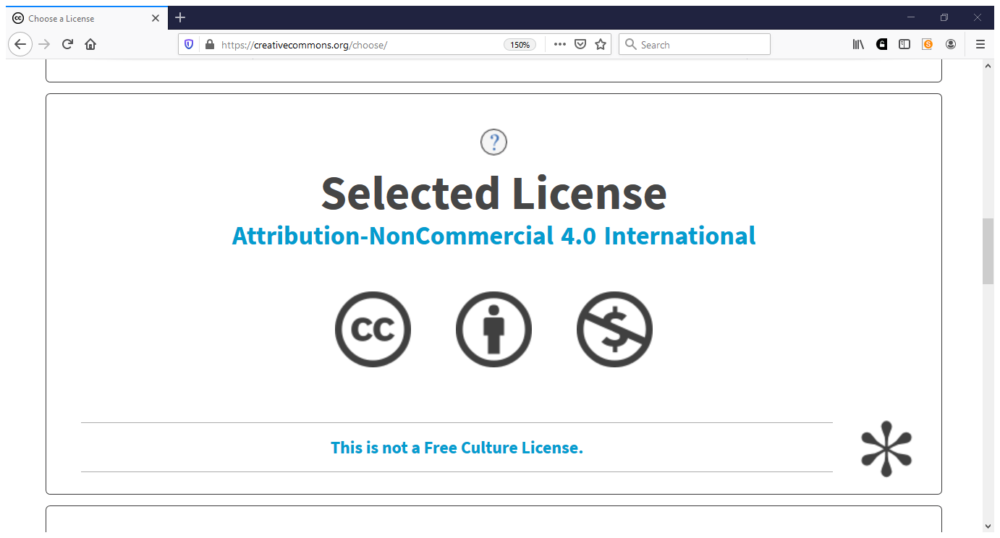 Choose a License
https://creativecommons.org/choose/
150%
Search
?
Selected License
Attribution-NonCommercial 4.0 International
cc
$
This is not a Free Culture License.